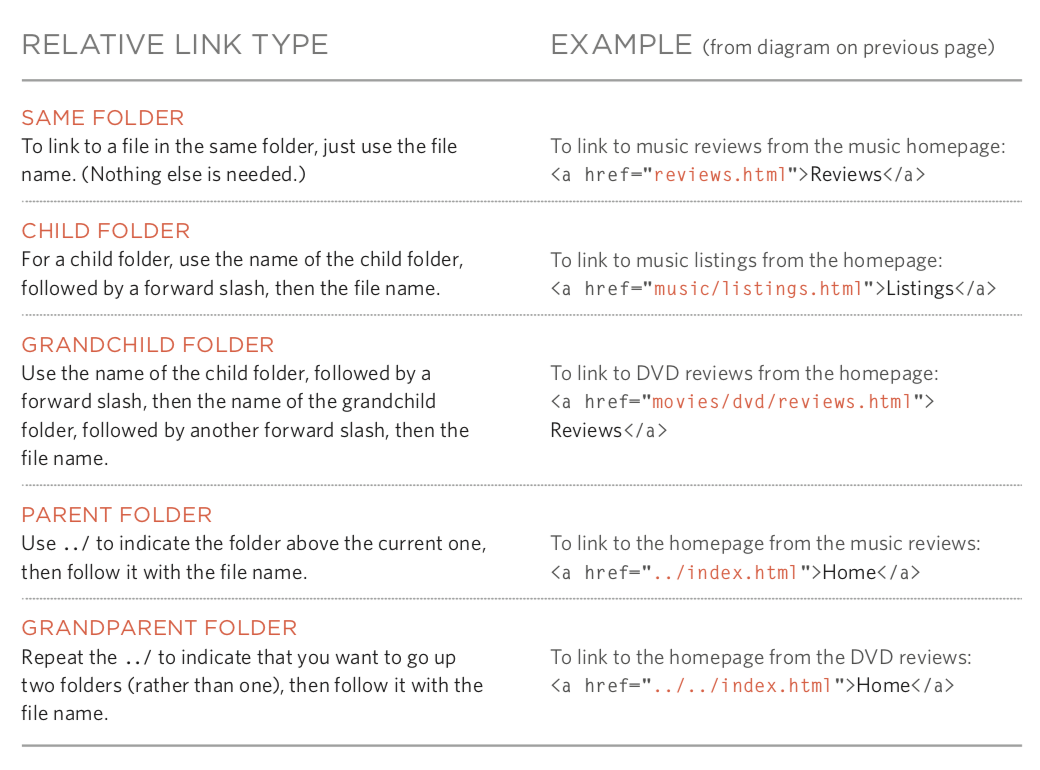 RELATIVE LINK TYPE
EXAMPLE (from diagram on previous page)
SAME FOLDER
To link to a file in the same folder, just use the file
name. (Nothing else is needed.)
To link to music reviews from the music homepage:
<a href="reviews.html">Reviews</a>
CHILD FOLDER
For a child folder, use the name of the child folder,
followed by a forward slash, then the file name.
To link to music listings from the homepage:
<a href="music/listings.html">Listings</a>
GRANDCHILD FOLDER
Use the name of the child folder, followed by a
forward slash, then the name of the grandchild
folder, followed by another forward slash, then the
file name.
To link to DVD reviews from the homepage:
<a href="movies/dvd/reviews.html">
Reviews</a>
PARENT FOLDER
Use ../ to indicate the folder above the current one,
then follow it with the file name.
To link to the homepage from the music reviews:
<a href="../index.html">Home</a>
GRANDPARENT FOLDER
Repeat the ../ to indicate that you want to go up
two folders (rather than one), then follow it with the
file name.
To link to the homepage from the DVD reviews:
<a href="../../index.html">Home</a>